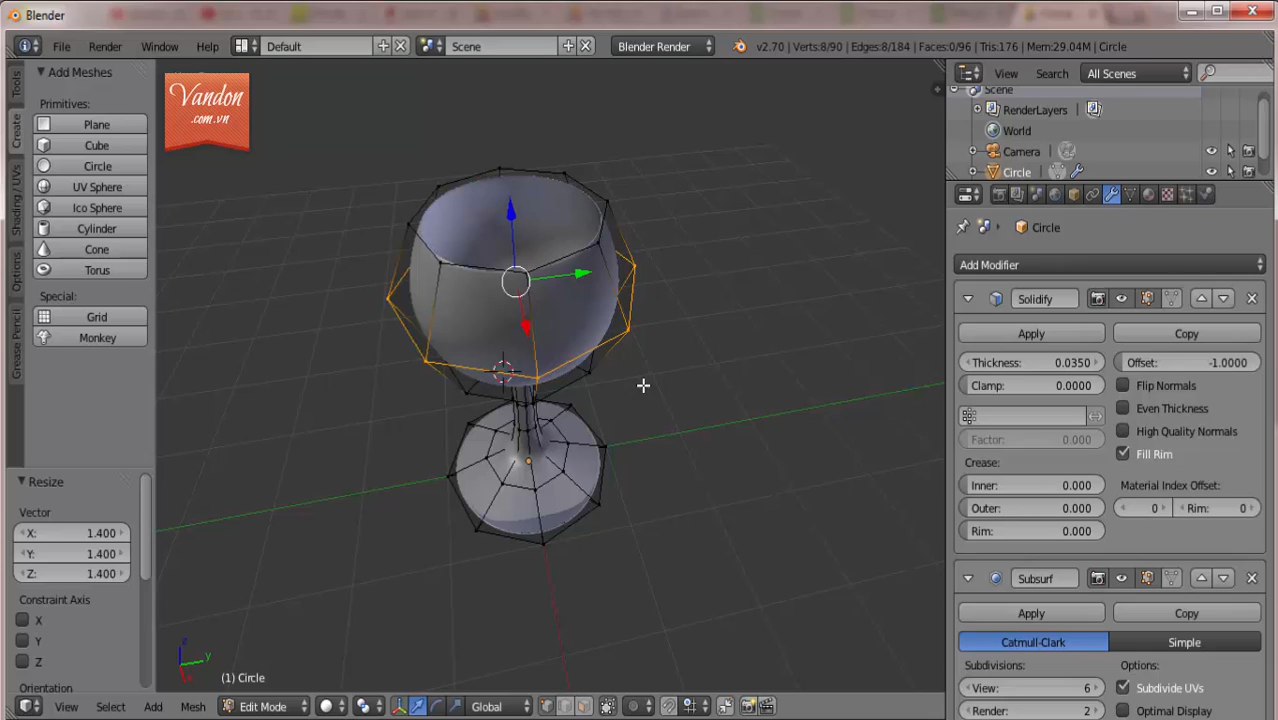 Blender
File Render Window Help Default Scene Blender Render v2.70 | Verts:8/90 | Edges:8/184 | Faces:0/96 | Tris:176 | Mem:29.04M | Circle
Add Meshes
Primitives:
Plane
Cube
Circle
UV Sphere
Ico Sphere
Cylinder
Cone
Torus
Special:
Grid
Monkey
Tools
Create
Shading / UVs
Options
Grease Pencil
Resize
Vector
X: 1.400
Y: 1.400
Z: 1.400
Constraint Axis
X
Y
Z
Orientation
Vandon
.com.vn
z
y
x
(1) Circle
View Select Add Mesh Edit Mode Global
View Search All Scenes
Scene
RenderLayers
World
Camera
Circle
Circle
Add Modifier
Solidify
Apply Copy
Thickness: 0.0350 Offset: -1.0000
Clamp: 0.0000 Flip Normals
Even Thickness
Factor: 0.000 High Quality Normals
Crease: Fill Rim
Inner: 0.000 Material Index Offset:
Outer: 0.000 0 Rim: 0
Rim: 0.000
Subsurf
Apply Copy
Catmull-Clark Simple
Subdivisions: Options:
View: 6 Subdivide UVs
Render: 2 Optimal Display